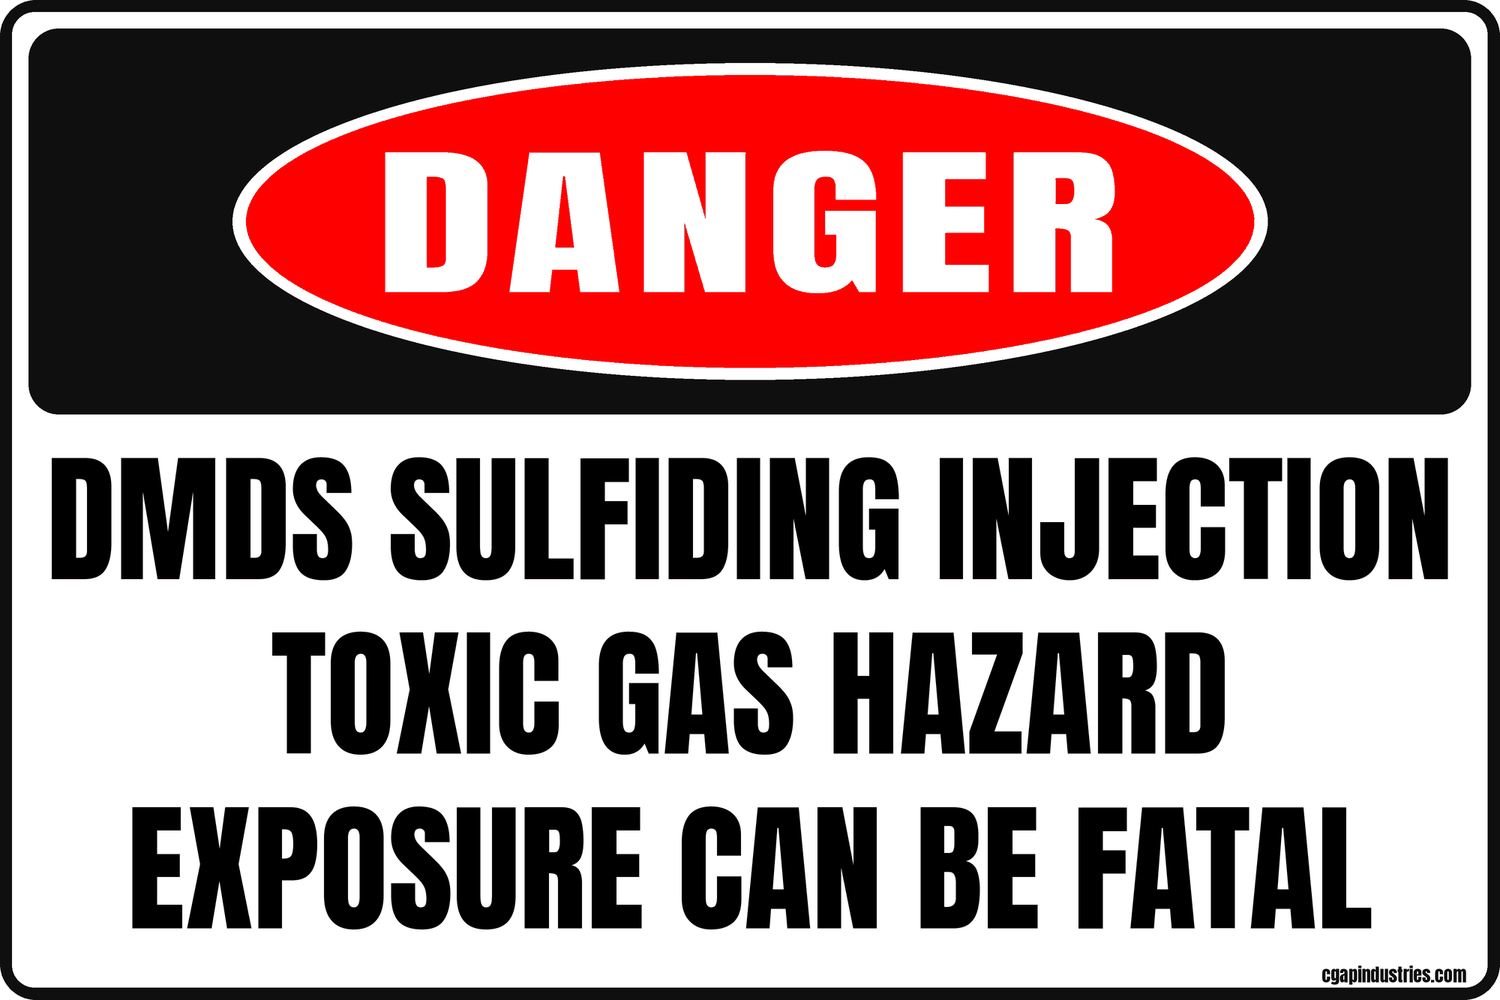 DANGER
DMDS SULFIDING INJECTION
TOXIC GAS HAZARD
EXPOSURE CAN BE FATAL
cgapindustries.com